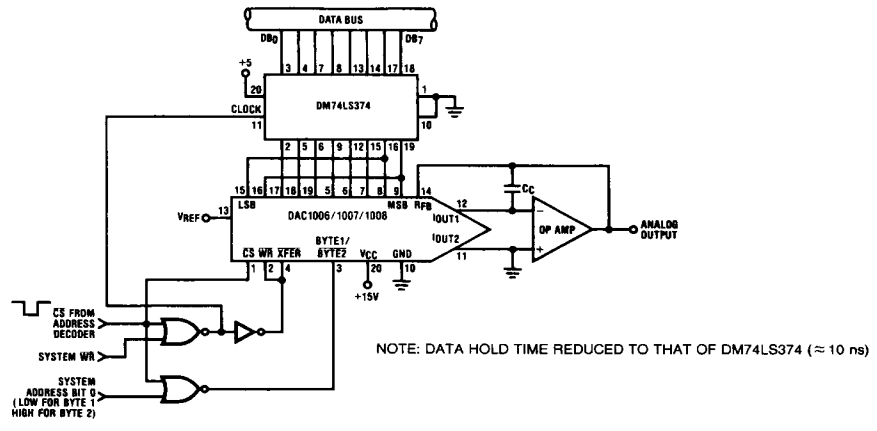 DATA BUS
DB0 DB7
3 4 7 8 13 14 17 18
+5
20 DM74LS374 1
CLOCK
11 10
2 5 6 9 12 15 16 19
15 16 17 18 19 5 6 7 8 9 14
LSB MSB RFB
CC
12
VREF 13 DAC1006/1007/1008
IOUT1
OP AMP
ANALOG
OUTPUT
IOUT2
11
BYTE1/
CS WR XFER BYTE2 VCC GND
1 2 4 3 20 10
+15V
CS FROM
ADDRESS
DECODER
SYSTEM WR
NOTE: DATA HOLD TIME REDUCED TO THAT OF DM74LS374 (≈ 10 ns)
SYSTEM
ADDRESS BIT 0
(LOW FOR BYTE 1
HIGH FOR BYTE 2)